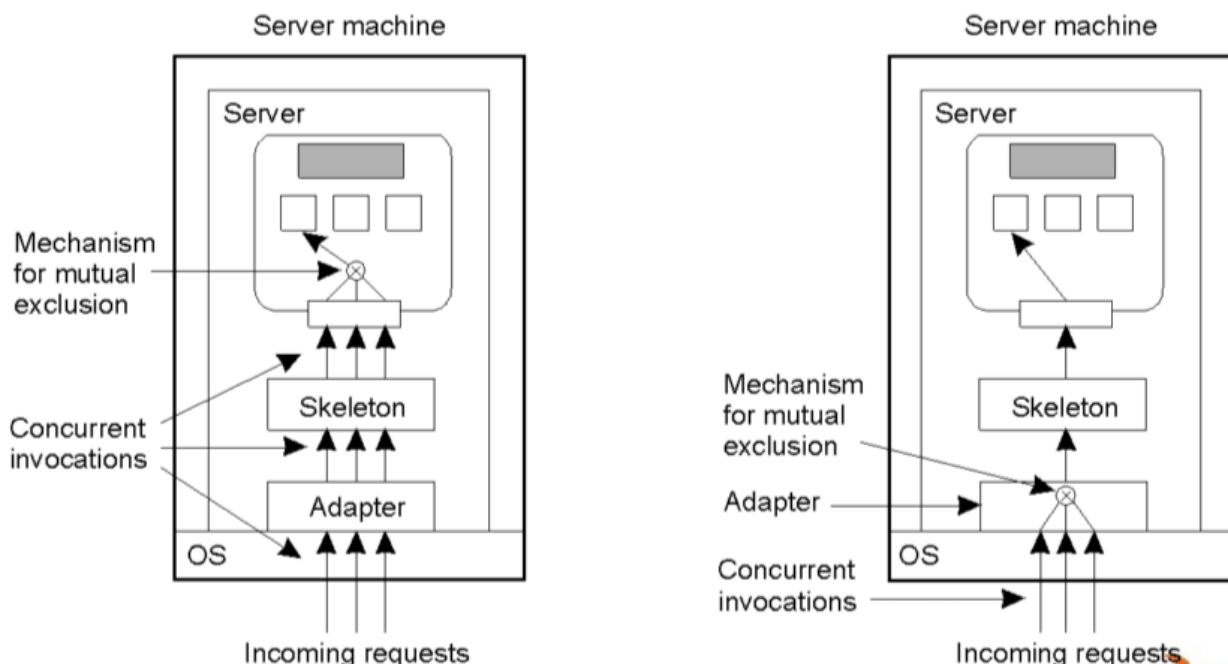 Server machine
Server
Mechanism
for mutual
exclusion
Skeleton
Concurrent
invocations
Adapter
OS
Incoming requests
Server machine
Server
Mechanism
for mutual
exclusion
Skeleton
Adapter
OS
Concurrent
invocations
Incoming requests